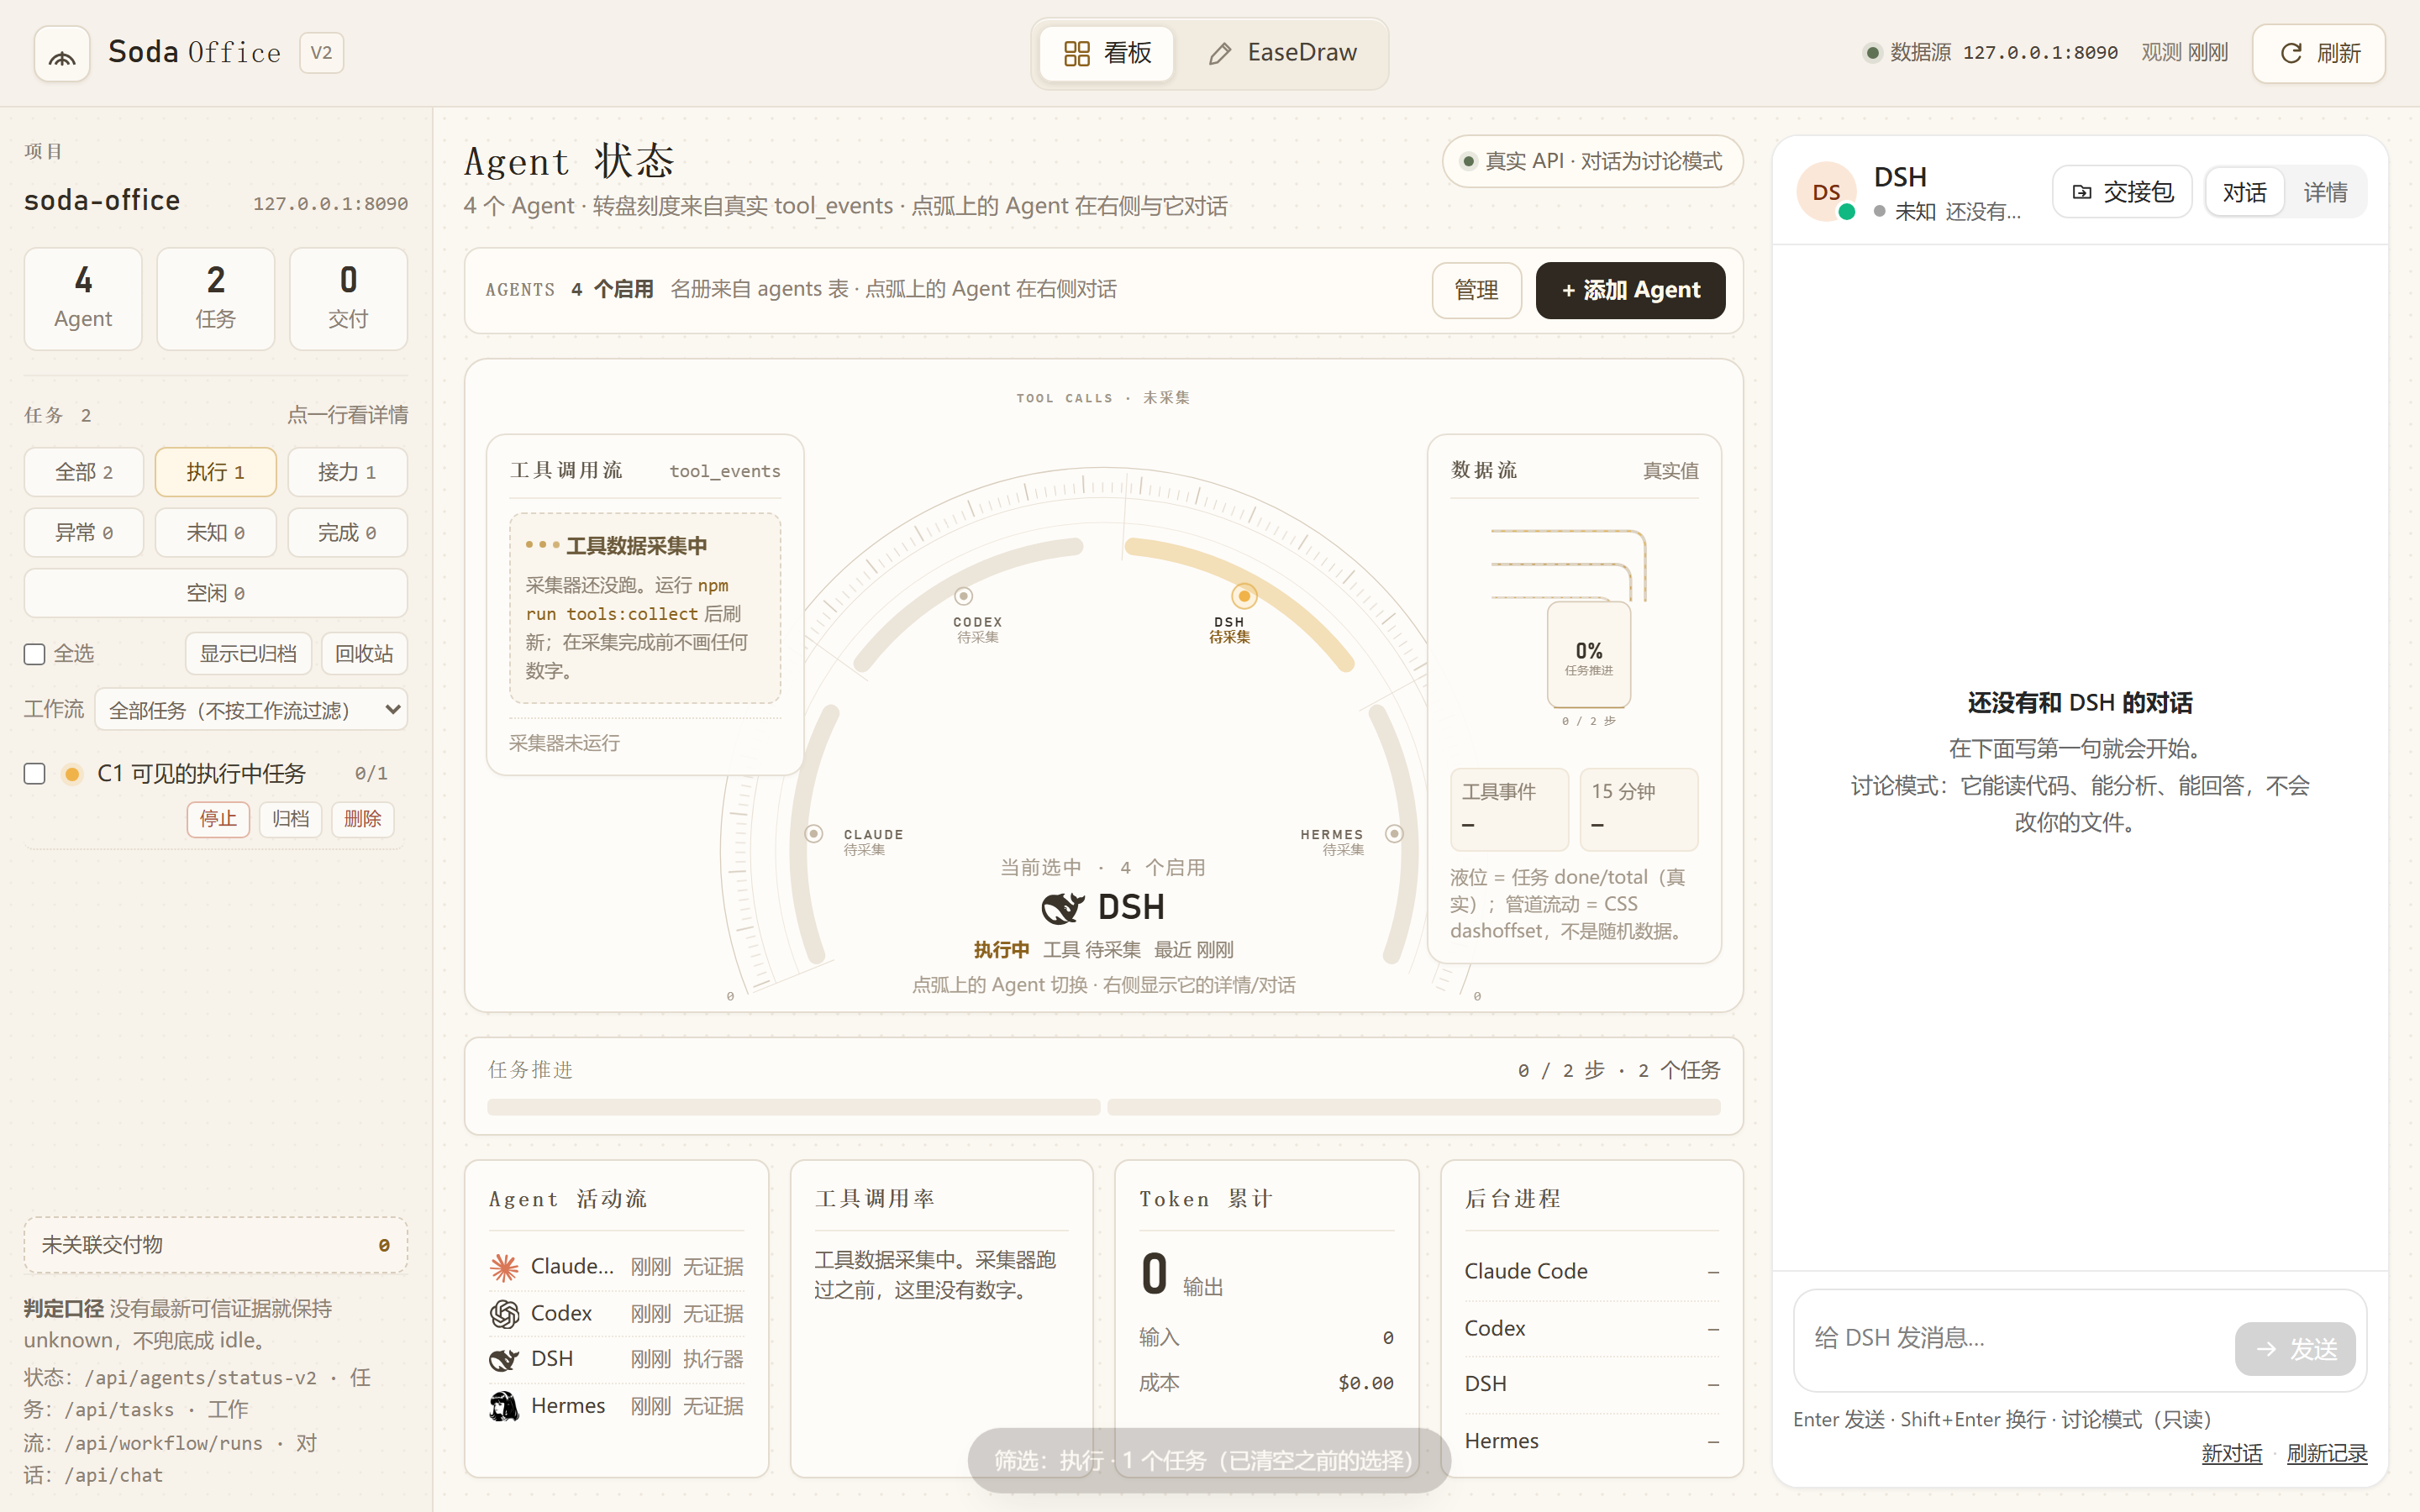 Soda Office V2
看板
EaseDraw
数据源 127.0.0.1:8090 观测 刚刚
刷新
项目
soda-office 127.0.0.1:8090
4 Agent
2 任务
0 交付
任务 2 点一行看详情
全部 2 执行 1 接力 1
异常 0 未知 0 完成 0
空闲 0
全选 显示已归档 回收站
工作流 全部任务（不按工作流过滤）
C1 可见的执行中任务 0/1
停止 归档 删除
未关联交付物 0
判定口径 没有最新可信证据就保持
unknown，不兜底成 idle。
状态：/api/agents/status-v2 · 任
务：/api/tasks · 工作
流：/api/workflow/runs · 对
话：/api/chat
Agent 状态
4 个 Agent · 转盘刻度来自真实 tool_events · 点弧上的 Agent 在右侧与它对话
真实 API · 对话为讨论模式
AGENTS 4 个启用 名册来自 agents 表 · 点弧上的 Agent 在右侧对话
管理
+ 添加 Agent
TOOL CALLS · 未采集
工具调用流 tool_events
工具数据采集中
采集器还没跑。运行 npm
run tools:collect 后刷
新；在采集完成前不画任何
数字。
采集器未运行
CODEX
待采集
DSH
待采集
CLAUDE
待采集
HERMES
待采集
当前选中 · 4 个启用
DSH
执行中 工具 待采集 最近 刚刚
点弧上的 Agent 切换 · 右侧显示它的详情/对话
0
0
数据流 真实值
0%
任务推进
0 / 2 步
工具事件
–
15 分钟
–
液位 = 任务 done/total（真
实）；管道流动 = CSS
dashoffset，不是随机数据。
任务推进 0 / 2 步 · 2 个任务
Agent 活动流
Claude... 刚刚 无证据
Codex 刚刚 无证据
DSH 刚刚 执行器
Hermes 刚刚 无证据
工具调用率
工具数据采集中。采集器跑
过之前，这里没有数字。
Token 累计
0 输出
输入 0
成本 $0.00
后台进程
Claude Code –
Codex –
DSH –
Hermes –
筛选：执行 · 1 个任务（已清空之前的选择）
DS
DSH
未知 还没有...
交接包
对话 详情
还没有和 DSH 的对话
在下面写第一句就会开始。
讨论模式：它能读代码、能分析、能回答，不会
改你的文件。
给 DSH 发消息...
发送
Enter 发送 · Shift+Enter 换行 · 讨论模式（只读）
新对话 · 刷新记录